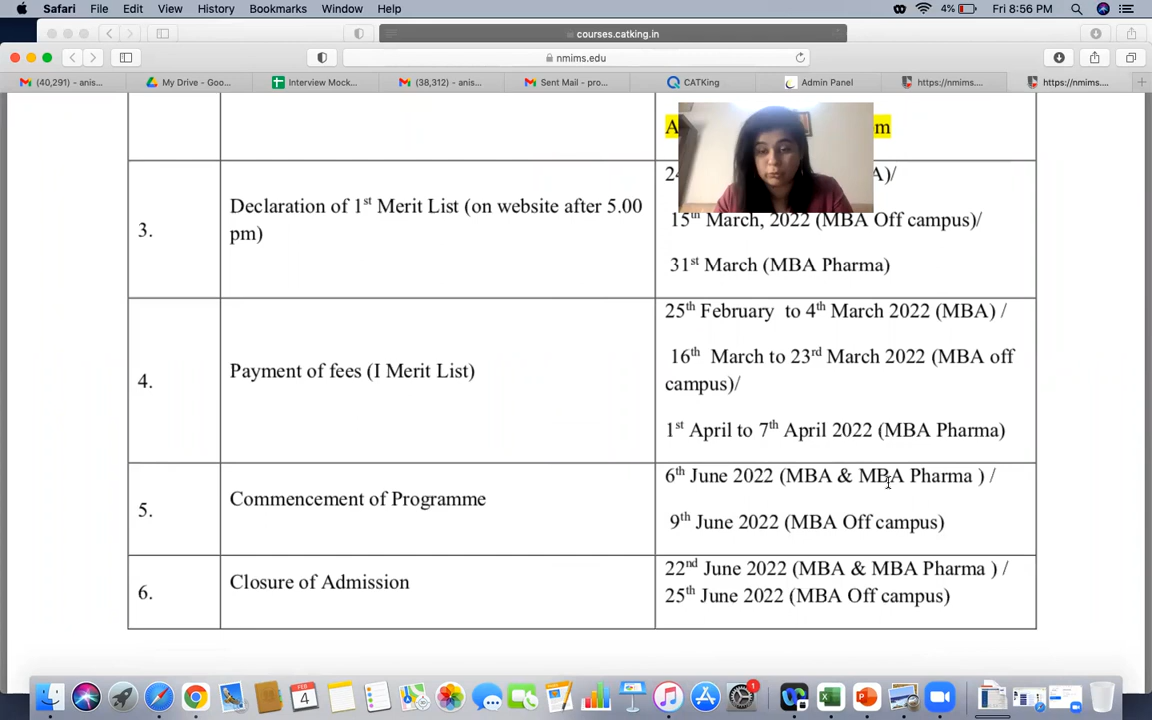 Safari File Edit View History Bookmarks Window Help 4% Fri 8:56 PM
courses.catking.in
nmims.edu
(40,291) - anis... My Drive - Goo... Interview Mock... (38,312) - anis... Sent Mail - pro... CATKing Admin Panel https://nmims.... https://nmims....
3.
Declaration of 1st Merit List (on website after 5.00
pm)
15th March, 2022 (MBA Off campus)/
31st March (MBA Pharma)
4.
Payment of fees (I Merit List)
25th February to 4th March 2022 (MBA) /
16th March to 23rd March 2022 (MBA off
campus)/
1st April to 7th April 2022 (MBA Pharma)
5.
Commencement of Programme
6th June 2022 (MBA & MBA Pharma ) /
9th June 2022 (MBA Off campus)
6.
Closure of Admission
22nd June 2022 (MBA & MBA Pharma ) /
25th June 2022 (MBA Off campus)
FEB
4
1